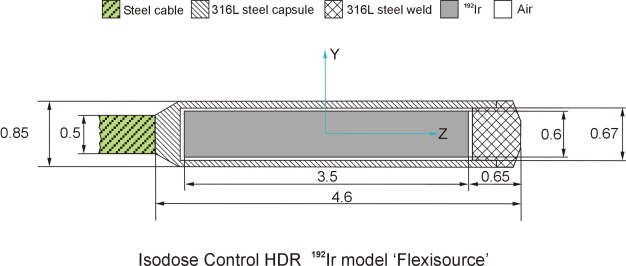 Steel cable 316L steel capsule 316L steel weld ¹⁹²Ir Air
Y
0.85 0.5 Z 0.6 0.67
3.5 0.65
4.6
Isodose Control HDR ¹⁹²Ir model ‘Flexisource’